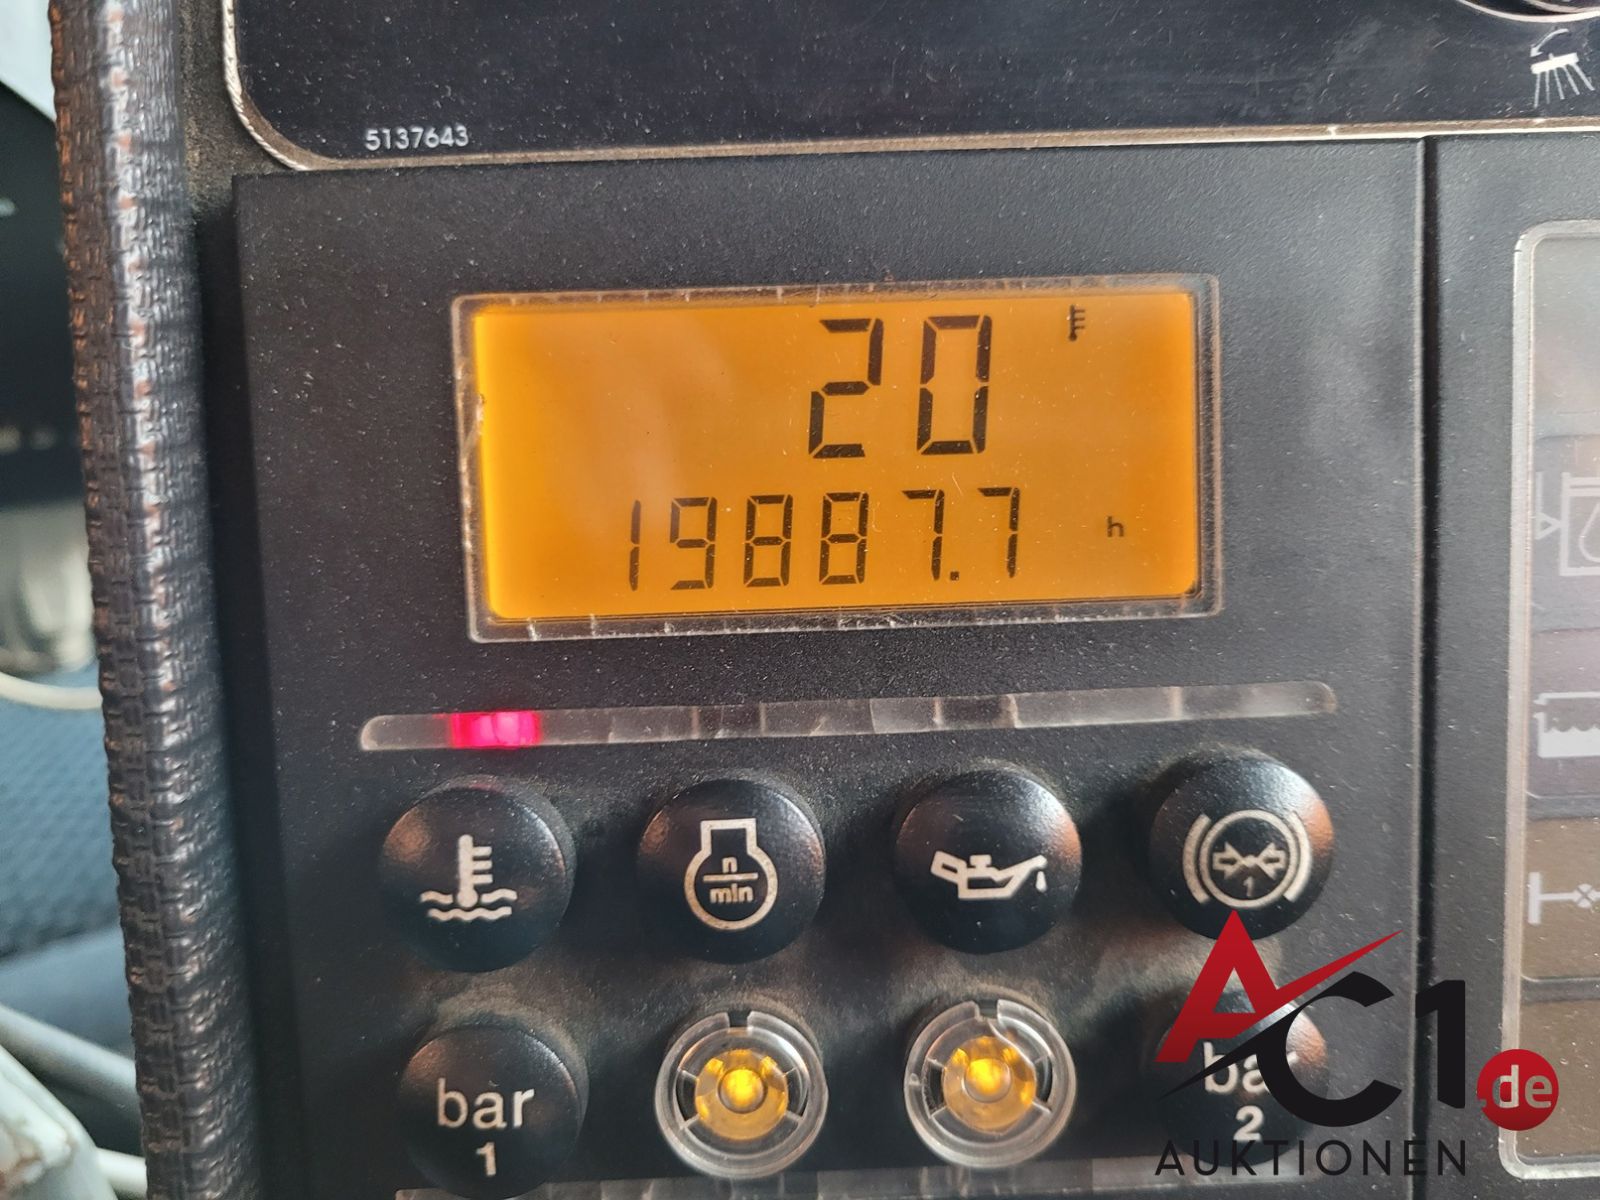 5137643
20
19887.7 h
n
min
1
bar
1
bar
2
AC1.de
AUKTIONEN